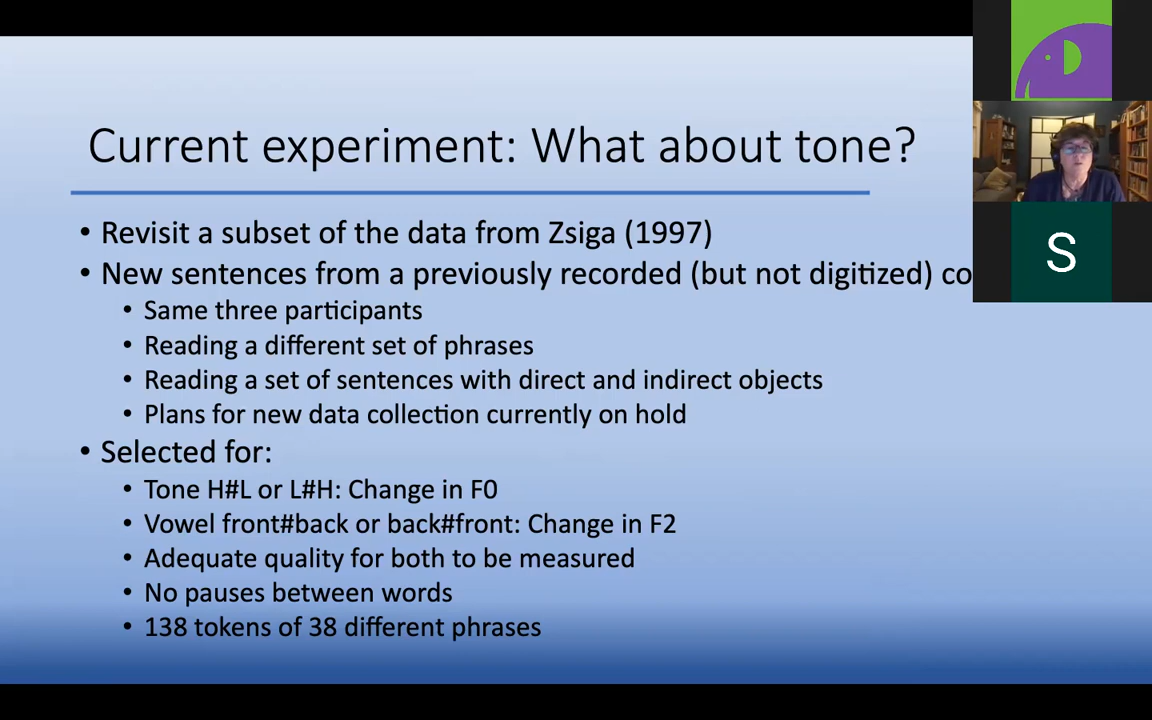 Current experiment: What about tone?
• Revisit a subset of the data from Zsiga (1997)
• New sentences from a previously recorded (but not digitized) co
• Same three participants
• Reading a different set of phrases
• Reading a set of sentences with direct and indirect objects
• Plans for new data collection currently on hold
• Selected for:
• Tone H#L or L#H: Change in F0
• Vowel front#back or back#front: Change in F2
• Adequate quality for both to be measured
• No pauses between words
• 138 tokens of 38 different phrases
S